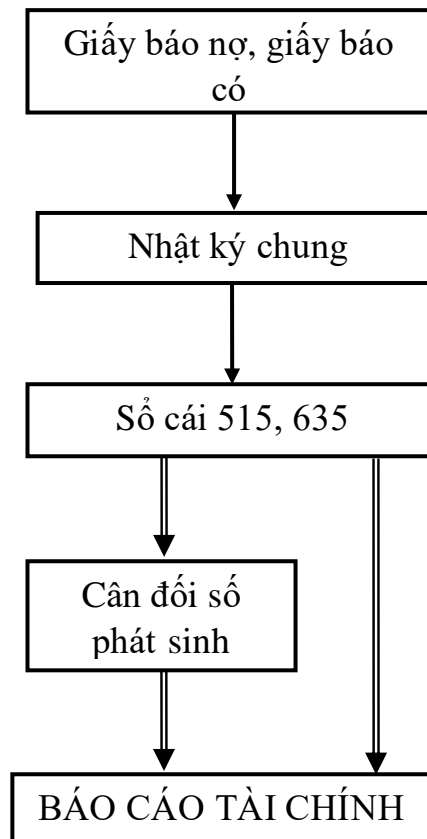 Giấy báo nợ, giấy báo
có
Nhật ký chung
Sổ cái 515, 635
Cân đối số
phát sinh
BÁO CÁO TÀI CHÍNH